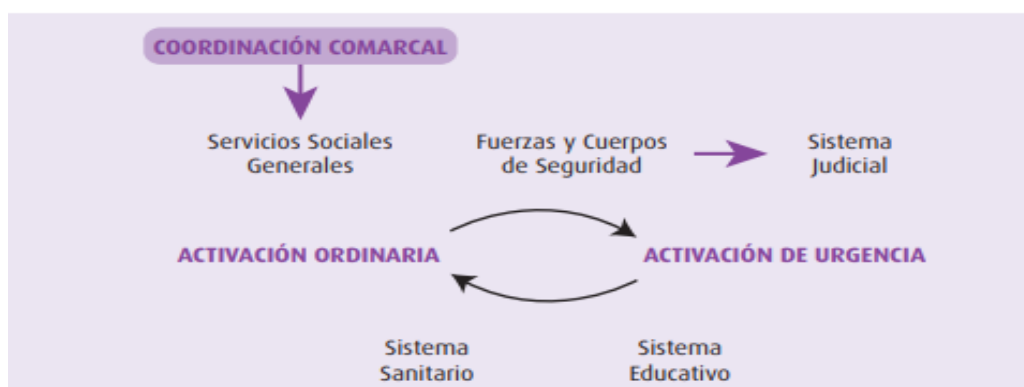 COORDINACIÓN COMARCAL
Servicios Sociales
Generales
Fuerzas y Cuerpos
de Seguridad
Sistema
Judicial
ACTIVACIÓN ORDINARIA
ACTIVACIÓN DE URGENCIA
Sistema
Sanitario
Sistema
Educativo